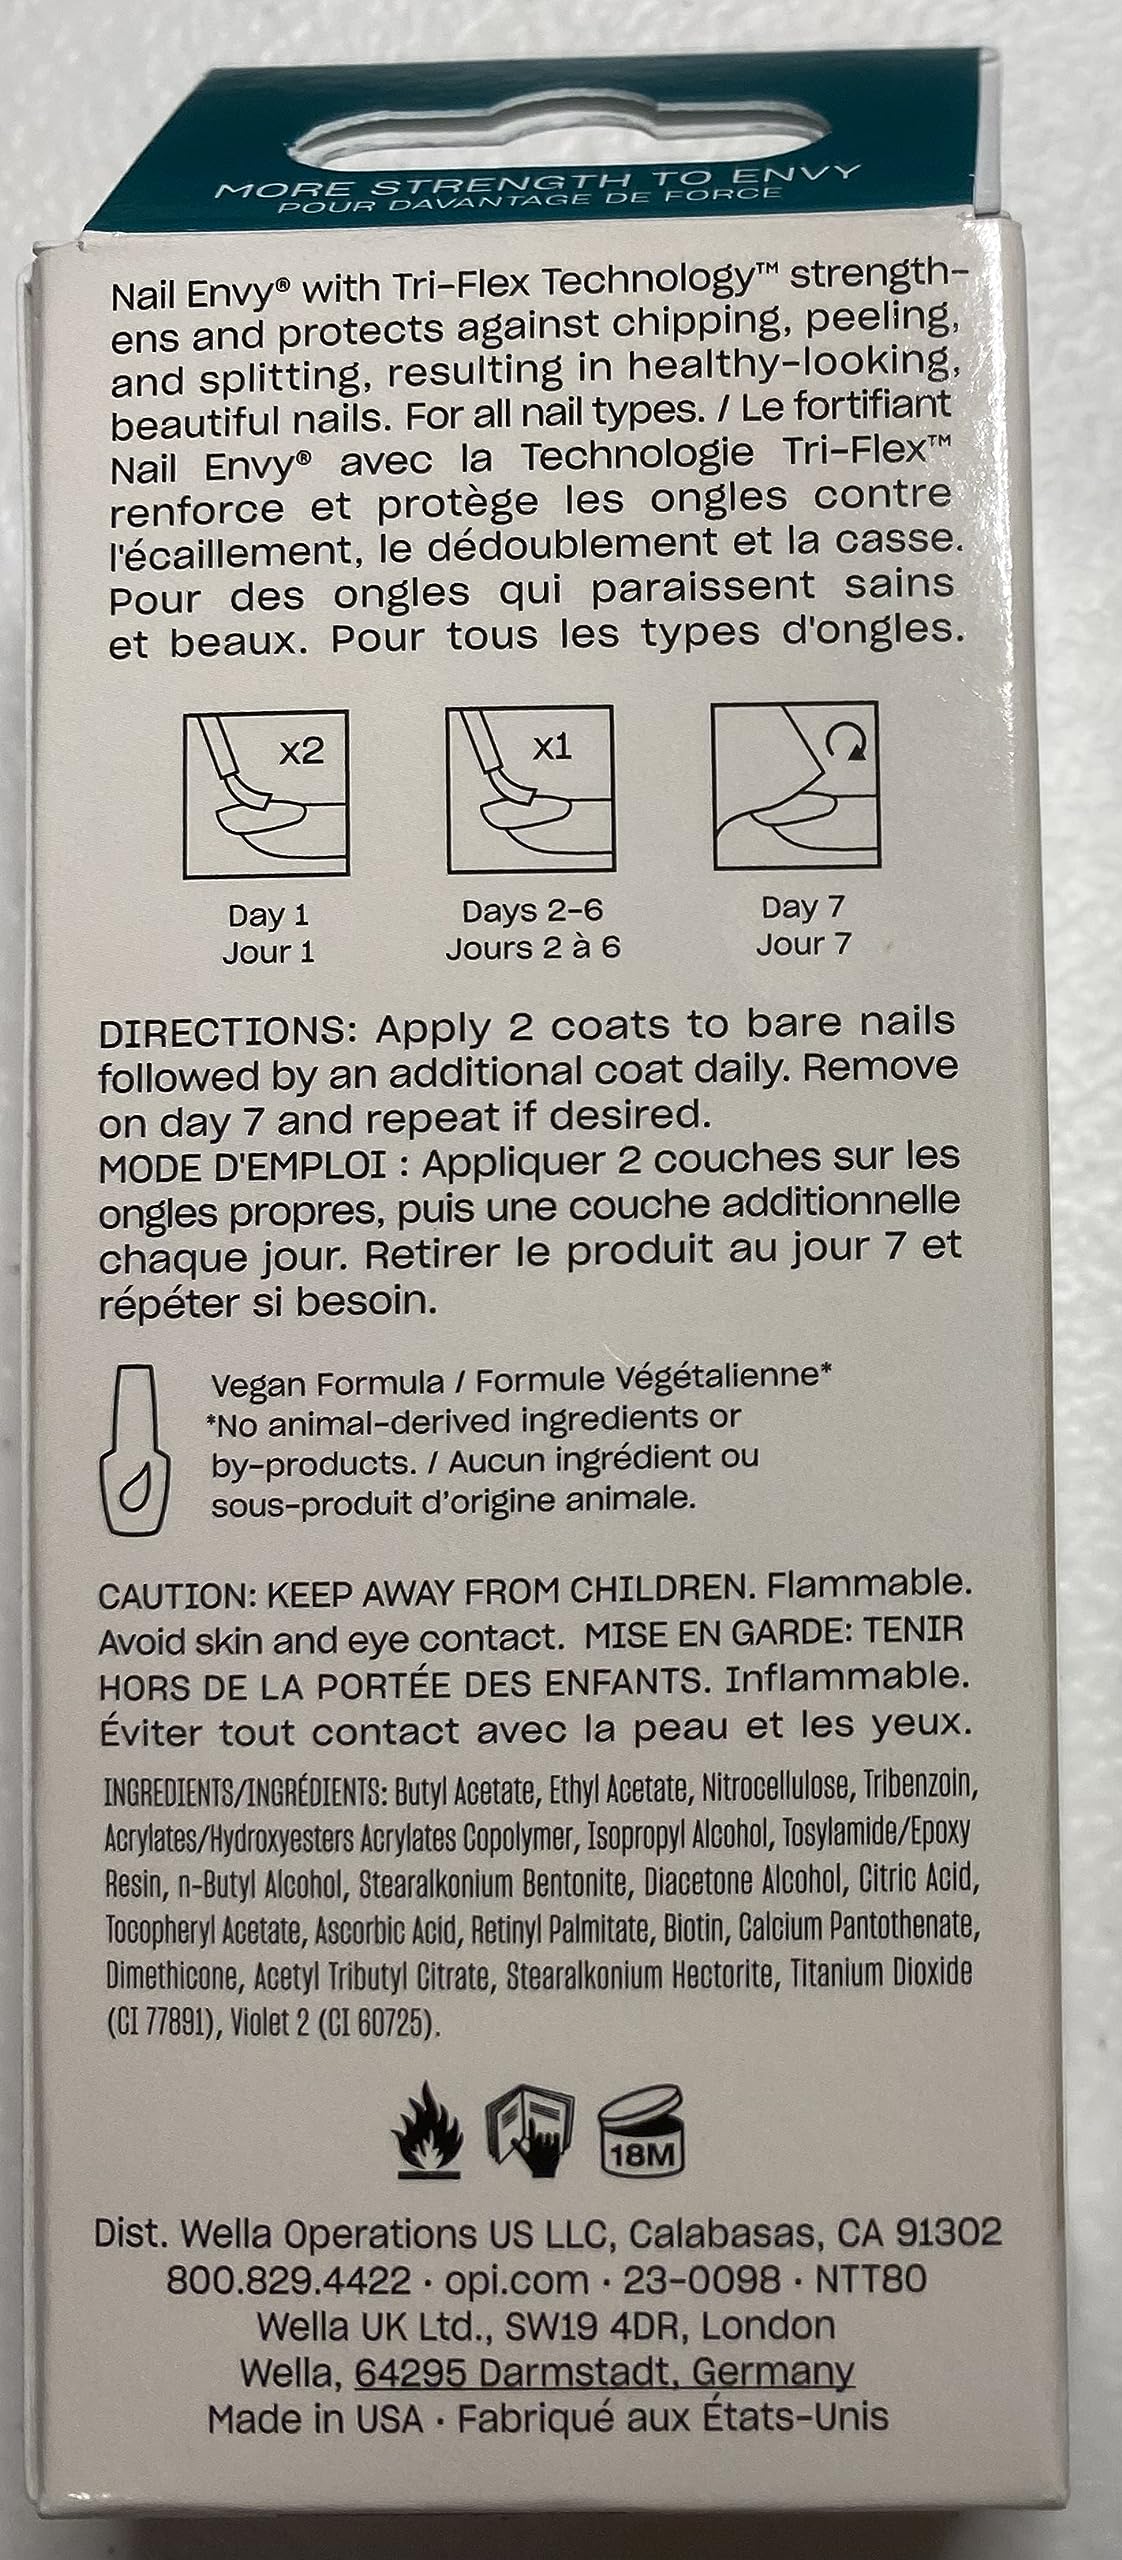 MORE STRENGTH TO ENVY
POUR DAVANTAGE DE FORCE
Nail Envy® with Tri-Flex Technology™ strength-
ens and protects against chipping, peeling,
and splitting, resulting in healthy-looking,
beautiful nails. For all nail types. / Le fortifiant
Nail Envy® avec la Technologie Tri-Flex™
renforce et protège les ongles contre
l'écaillement, le dédoublement et la casse.
Pour des ongles qui paraissent sains
et beaux. Pour tous les types d'ongles.
x2
x1
Day 1
Jour 1
Days 2-6
Jours 2 à 6
Day 7
Jour 7
DIRECTIONS: Apply 2 coats to bare nails
followed by an additional coat daily. Remove
on day 7 and repeat if desired.
MODE D'EMPLOI : Appliquer 2 couches sur les
ongles propres, puis une couche additionnelle
chaque jour. Retirer le produit au jour 7 et
répéter si besoin.
Vegan Formula / Formule Végétalienne*
*No animal-derived ingredients or
by-products. / Aucun ingrédient ou
sous-produit d'origine animale.
CAUTION: KEEP AWAY FROM CHILDREN. Flammable.
Avoid skin and eye contact. MISE EN GARDE: TENIR
HORS DE LA PORTÉE DES ENFANTS. Inflammable.
Éviter tout contact avec la peau et les yeux.
INGREDIENTS/INGRÉDIENTS: Butyl Acetate, Ethyl Acetate, Nitrocellulose, Tribenzoin,
Acrylates/Hydroxyesters Acrylates Copolymer, Isopropyl Alcohol, Tosylamide/Epoxy
Resin, n-Butyl Alcohol, Stearalkonium Bentonite, Diacetone Alcohol, Citric Acid,
Tocopheryl Acetate, Ascorbic Acid, Retinyl Palmitate, Biotin, Calcium Pantothenate,
Dimethicone, Acetyl Tributyl Citrate, Stearalkonium Hectorite, Titanium Dioxide
(CI 77891), Violet 2 (CI 60725).
18M
Dist. Wella Operations US LLC, Calabasas, CA 91302
800.829.4422 · opi.com · 23-0098 · NTT80
Wella UK Ltd., SW19 4DR, London
Wella, 64295 Darmstadt, Germany
Made in USA · Fabriqué aux États-Unis